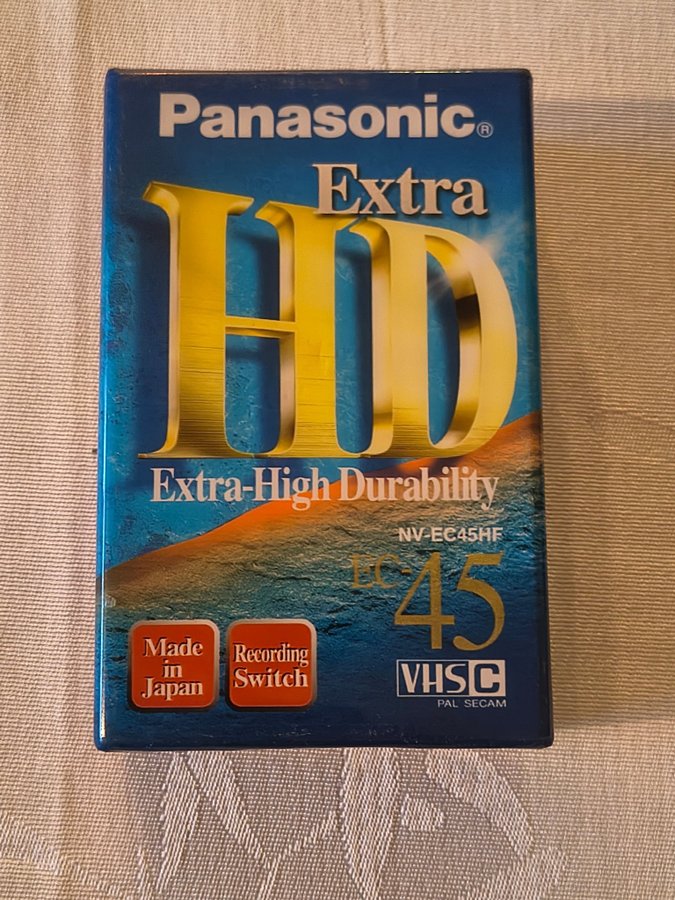 Panasonic®
Extra
HD
Extra-High Durability
NV-EC45HF
EC-45
Made
in
Japan
Recording
Switch
VHS C
PAL SECAM